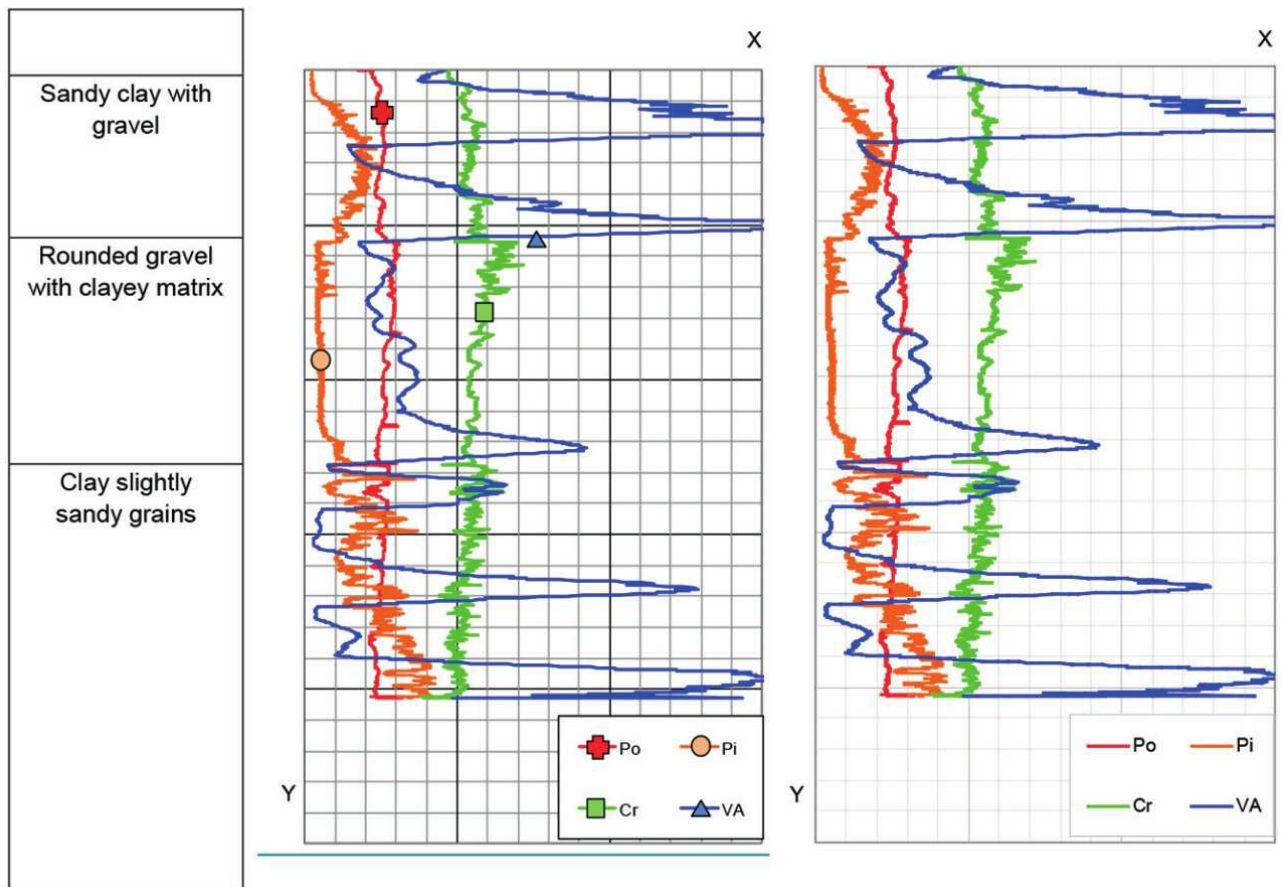 Sandy clay with
gravel
Rounded gravel
with clayey matrix
Clay slightly
sandy grains
X
Y
Po
Pi
Cr
VA
X
Y
Po
Pi
Cr
VA